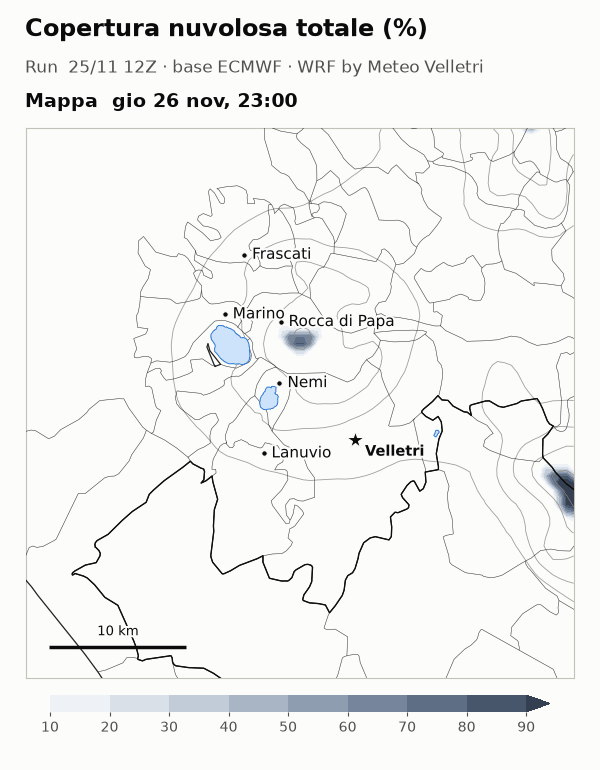 Copertura nuvolosa totale (%)
Run  25/11 12Z · base ECMWF · WRF by Meteo Velletri
Mappa  gio 26 nov, 23:00
Frascati
Marino
Rocca di Papa
Nemi
Velletri
Lanuvio
10 km
10 20 30 40 50 60 70 80 90